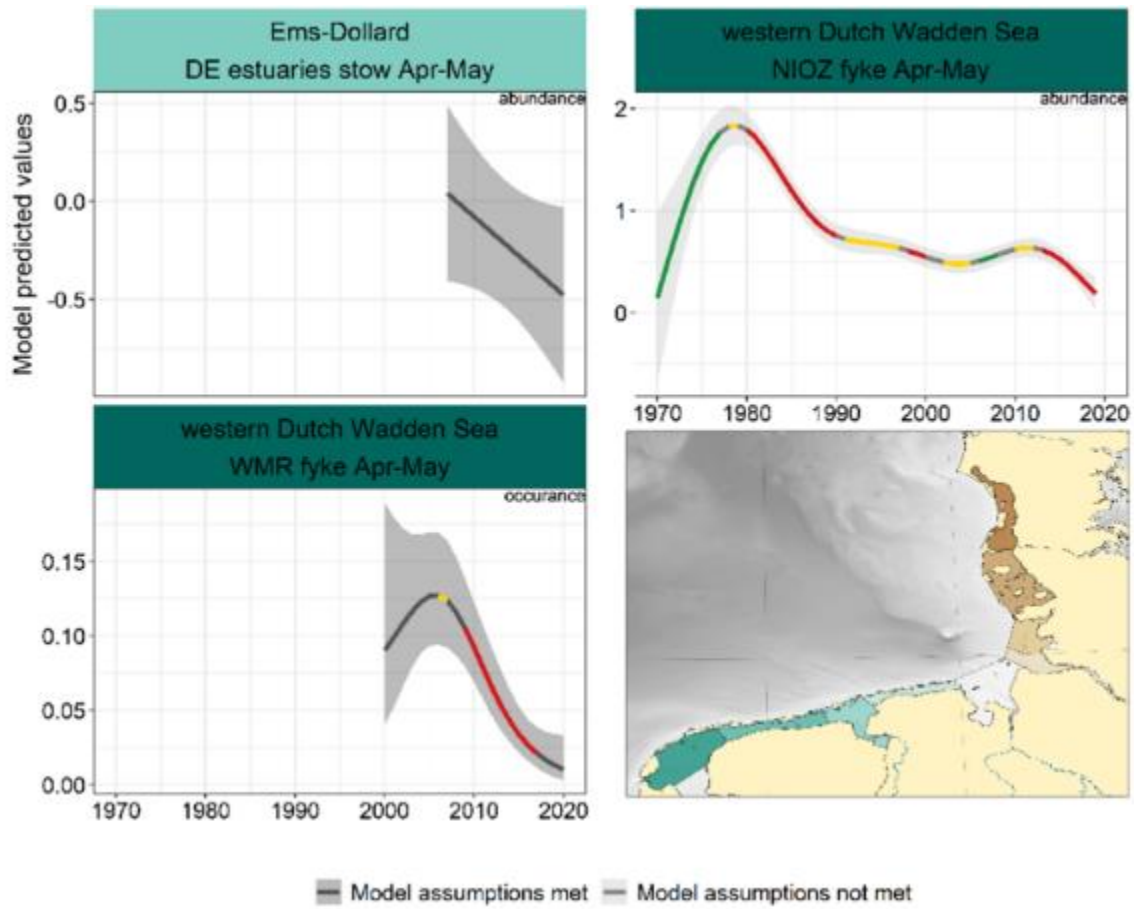 Ems-Dollard
DE estuaries stow Apr-May
abundance
western Dutch Wadden Sea
NIOZ fyke Apr-May
abundance
Model predicted values
0.5
0.0
-0.5
2
1
0
1970 1980 1990 2000 2010 2020
western Dutch Wadden Sea
WMR fyke Apr-May
occurance
0.15
0.10
0.05
0.00
1970 1980 1990 2000 2010 2020
Model assumptions met Model assumptions not met